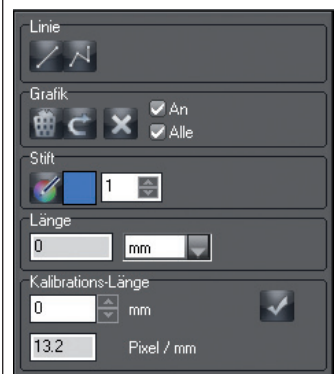 Linie
Grafik
An
Alle
Stift
1
Länge
0 mm
Kalibrations-Länge
0 mm
13.2 Pixel / mm